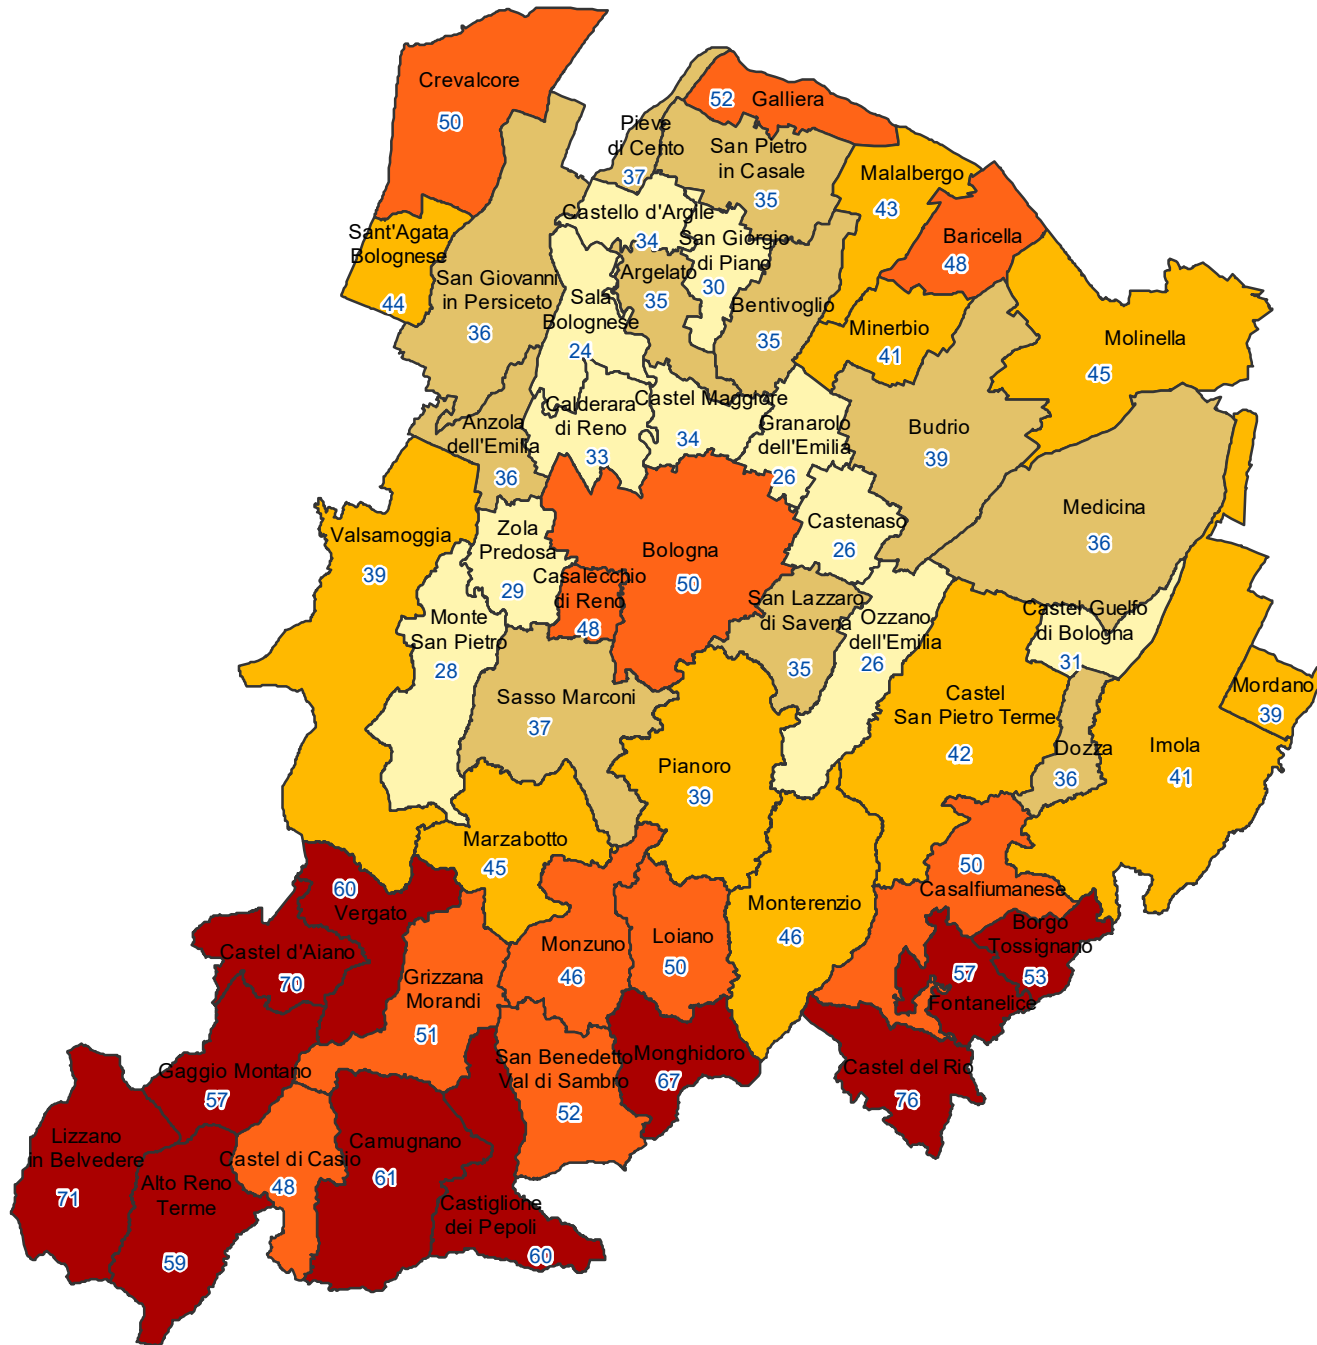 Crevalcore
50
52
Galliera
Pieve
di Cento
37
San Pietro
in Casale
35
Malalbergo
43
Baricella
48
Sant'Agata
Bolognese
44
Castello d'Argile
34
San Giorgio
di Piano
30
San Giovanni
in Persiceto
36
Argelato
35
Sala
Bolognese
24
Bentivoglio
35
Minerbio
41
Molinella
45
Anzola
dell'Emilia
36
Calderara
di Reno
33
Castel Maggiore
34
Granarolo
dell'Emilia
26
Budrio
39
Medicina
36
Valsamoggia
39
Zola
Predosa
29
Bologna
50
Castenaso
26
Casalecchio
di Reno
48
San Lazzaro
di Savena
35
Ozzano
dell'Emilia
26
Castel Guelfo
di Bologna
31
Monte
San Pietro
28
Sasso Marconi
37
Castel
San Pietro Terme
42
Mordano
39
Dozza
36
Imola
41
Pianoro
39
Marzabotto
45
50
Casalfiumanese
60
Vergato
Monterenzio
46
Borgo
Tossignano
53
Castel d'Aiano
70
Monzuno
46
Loiano
50
57
Fontanelice
Grizzana
Morandi
51
Gaggio Montano
57
San Benedetto
Val di Sambro
52
Monghidoro
67
Castel del Rio
76
Lizzano
in Belvedere
71
Castel di Casio
48
Camugnano
61
Alto Reno
Terme
59
Castiglione
dei Pepoli
60